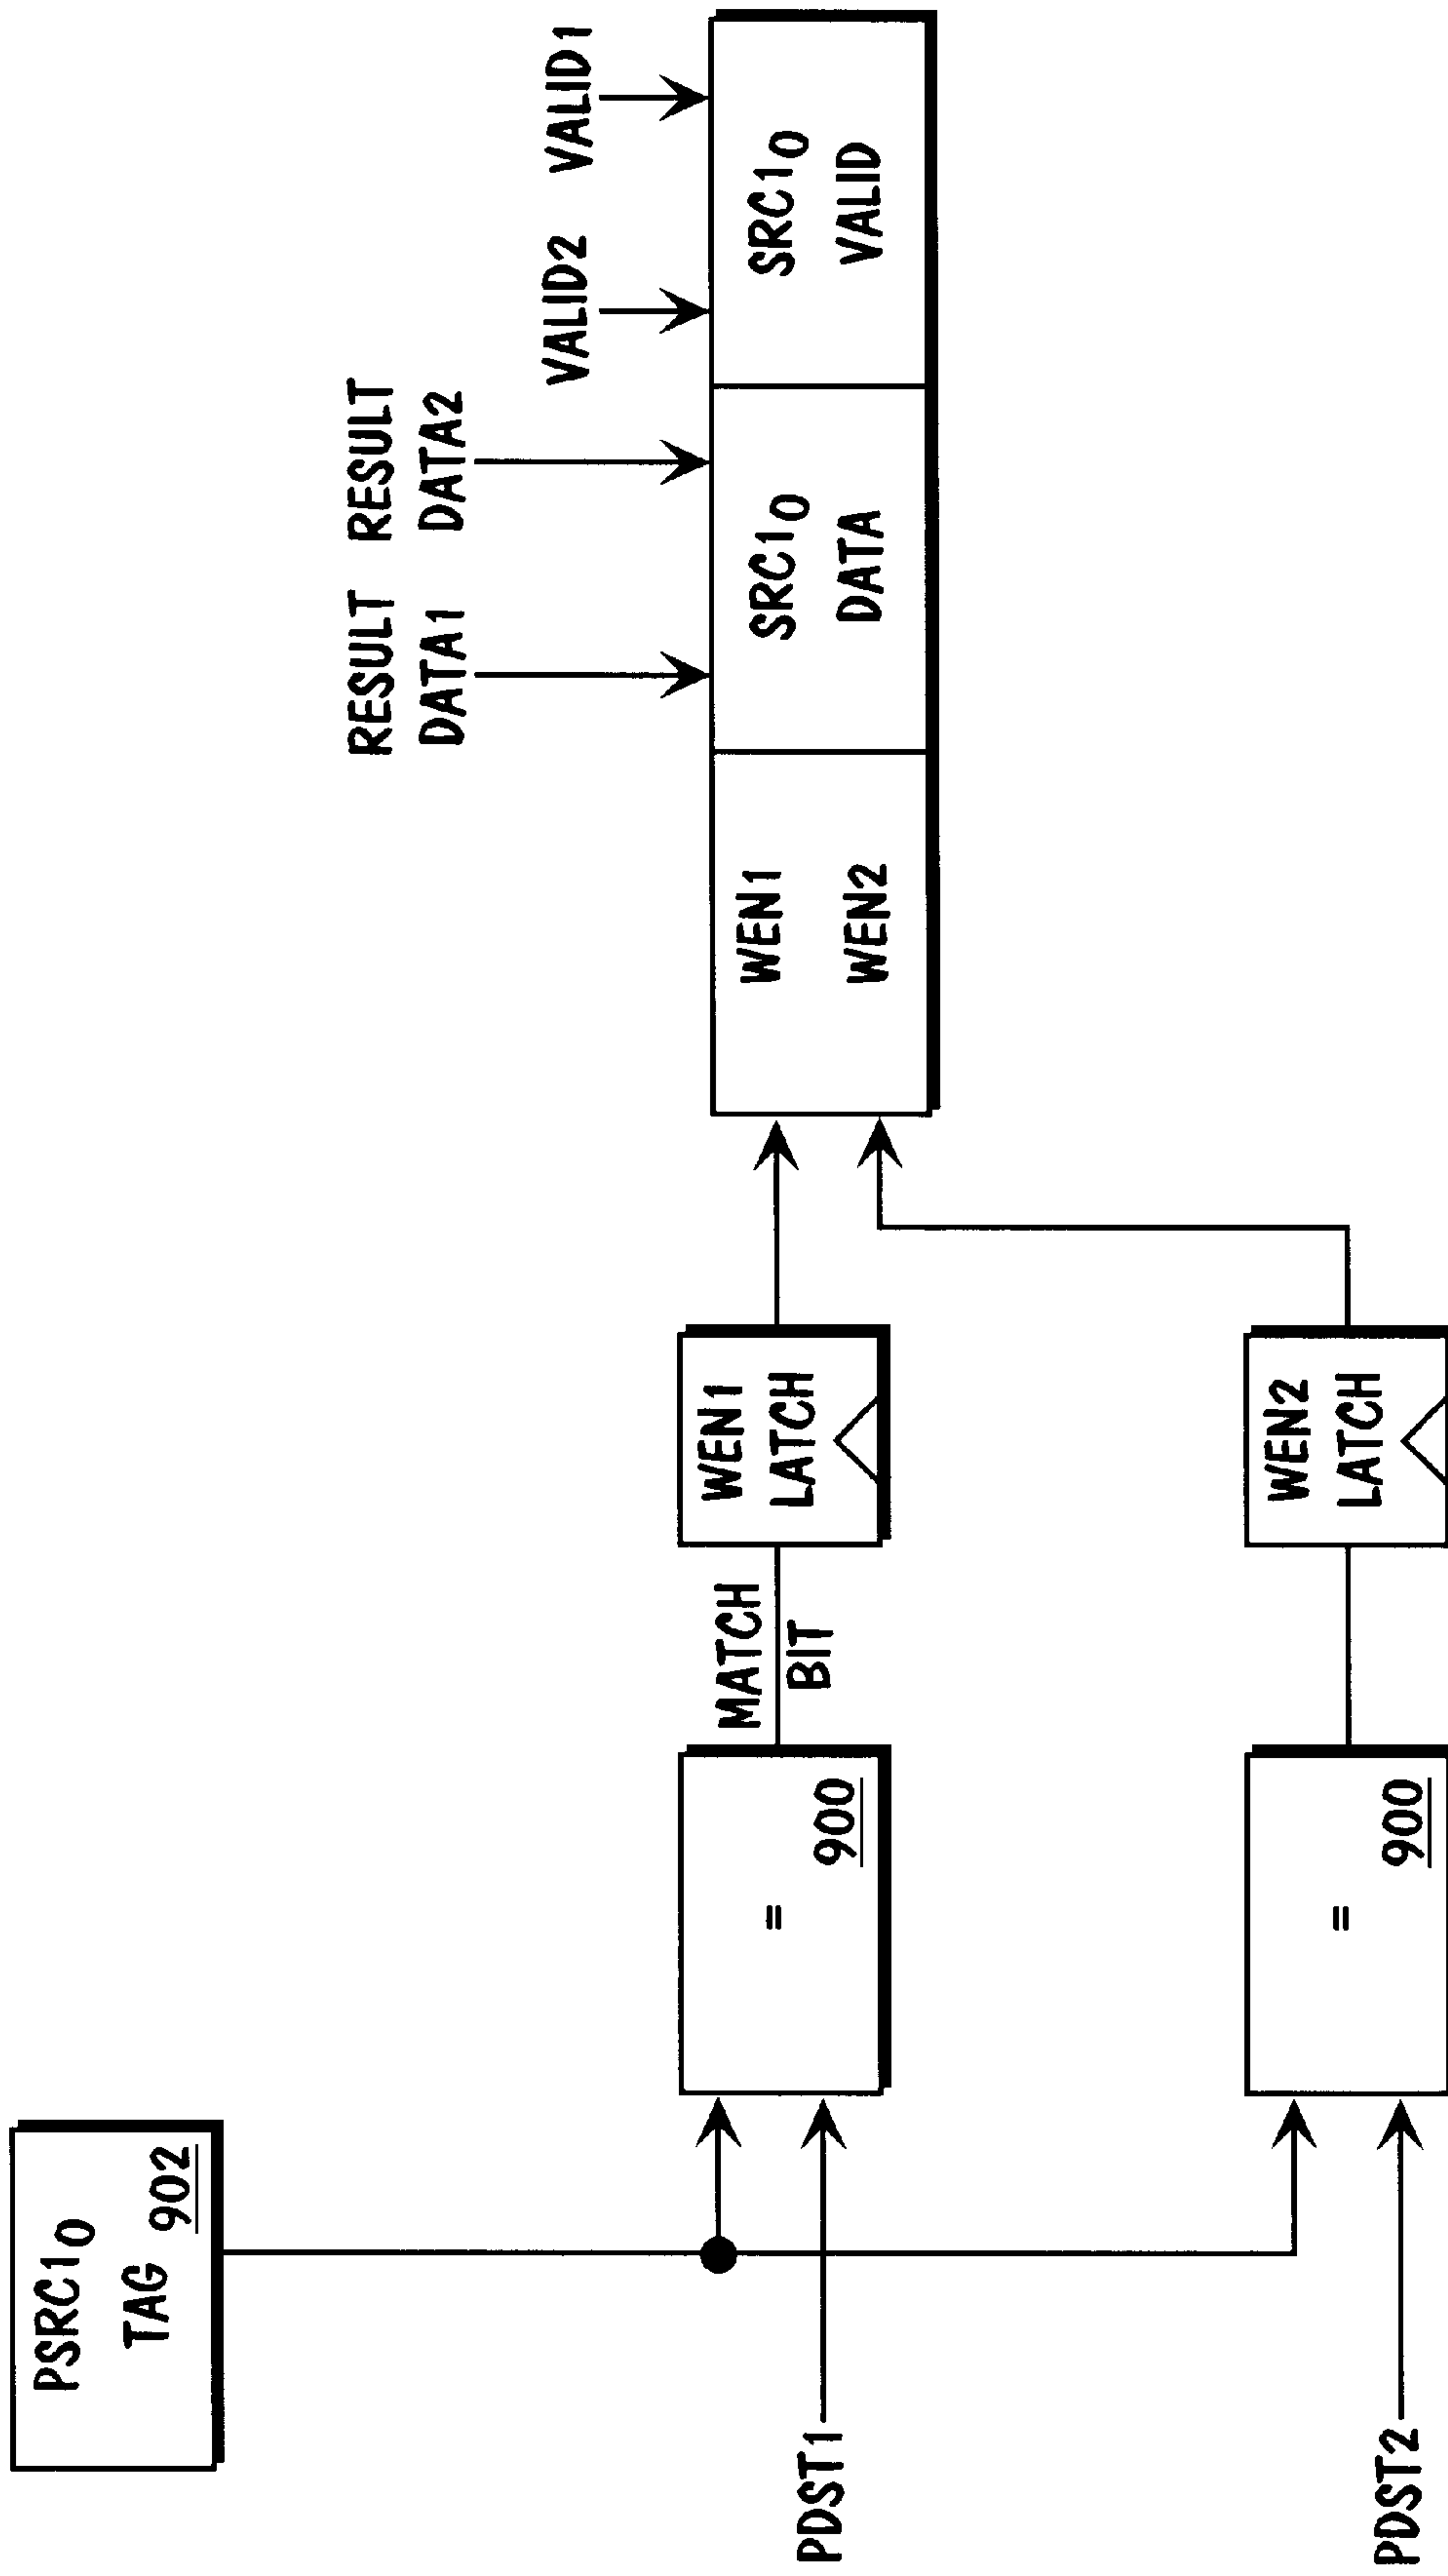 PSRC1₀
TAG 902
PDST1
PDST2
=
900
=
900
MATCH
BIT
WEN1
LATCH
WEN2
LATCH
WEN1
WEN2
RESULT
DATA1
RESULT
DATA2
SRC1₀
DATA
VALID2
VALID1
SRC1₀
VALID